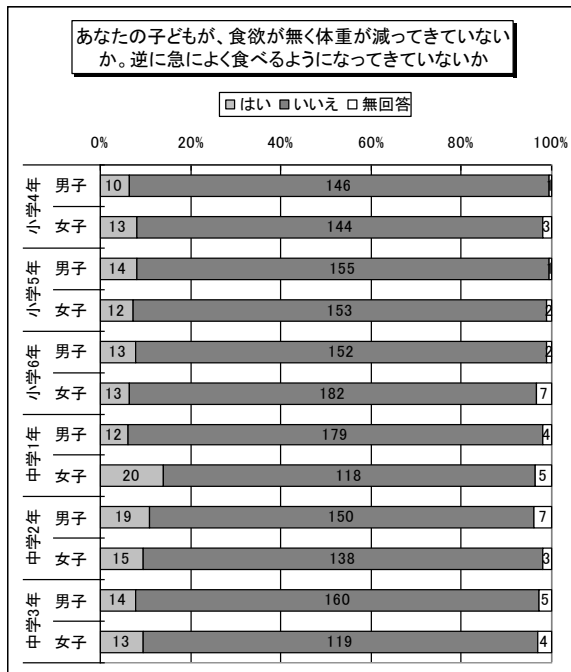 あなたの子どもが、食欲が無く体重が減ってきていない
か。逆に急によく食べるようになってきていないか
はい いいえ 無回答
0% 20% 40% 60% 80% 100%
小学4年 男子 10 146 1
女子 13 144 3
小学5年 男子 14 155 1
女子 12 153 2
小学6年 男子 13 152 2
女子 13 182 7
中学1年 男子 12 179 4
女子 20 118 5
中学2年 男子 19 150 7
女子 15 138 3
中学3年 男子 14 160 5
女子 13 119 4